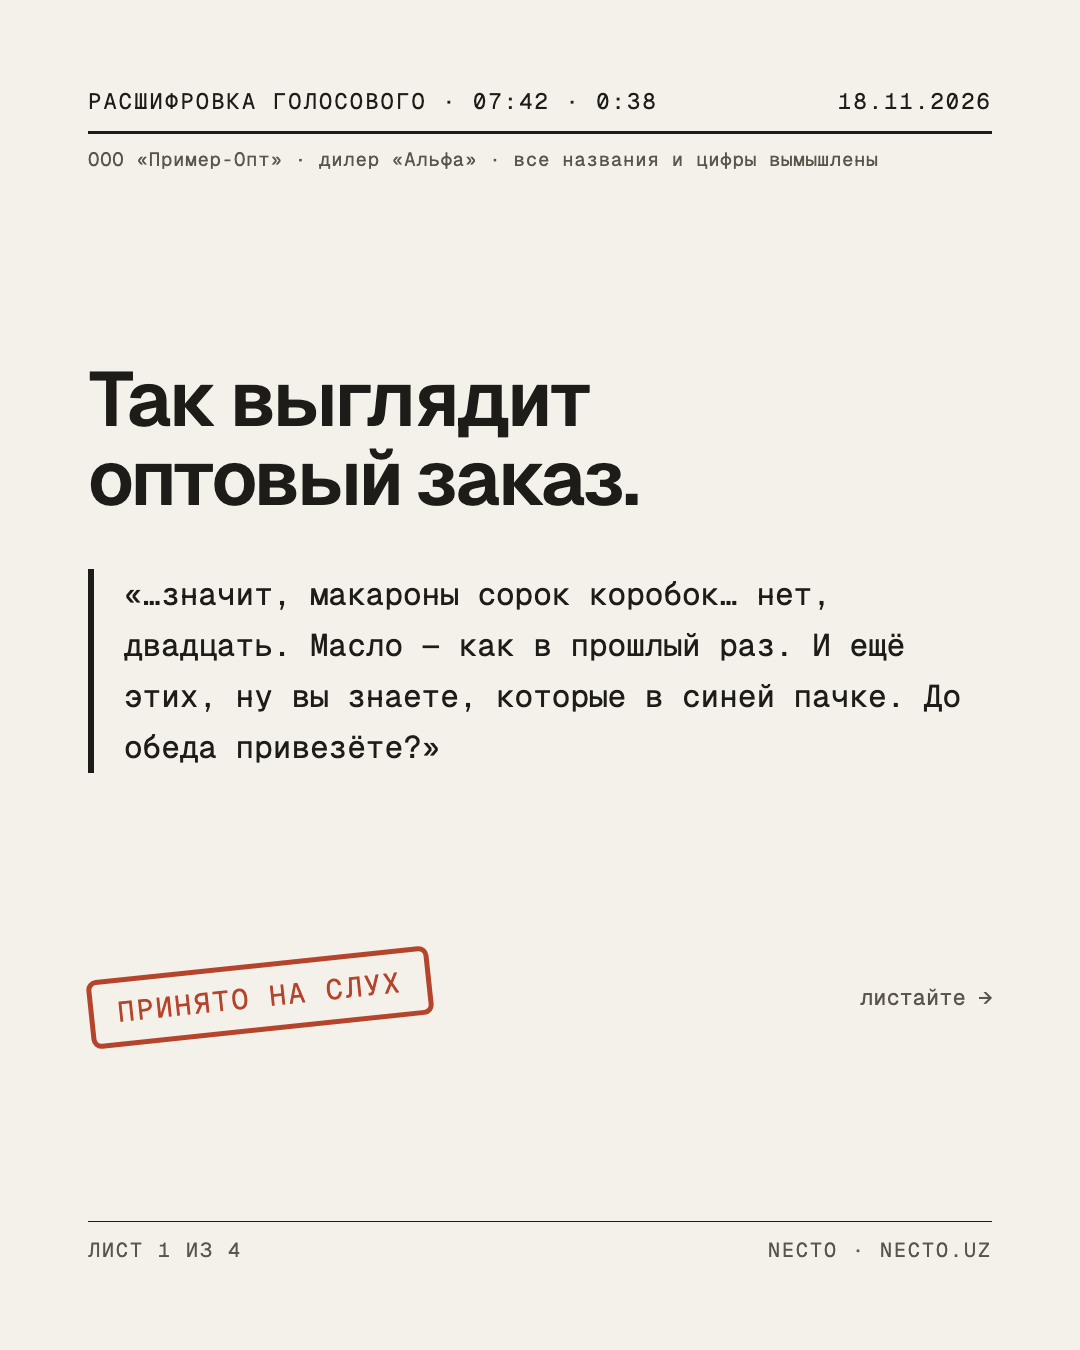 РАСШИФРОВКА ГОЛОСОВОГО · 07:42 · 0:38 18.11.2026
ООО «Пример-Опт» · дилер «Альфа» · все названия и цифры вымышлены
Так выглядит
оптовый заказ.
«…значит, макароны сорок коробок… нет,
двадцать. Масло — как в прошлый раз. И ещё
этих, ну вы знаете, которые в синей пачке. До
обеда привезёте?»
ПРИНЯТО НА СЛУХ
листайте →
ЛИСТ 1 ИЗ 4 NECTO · NECTO.UZ